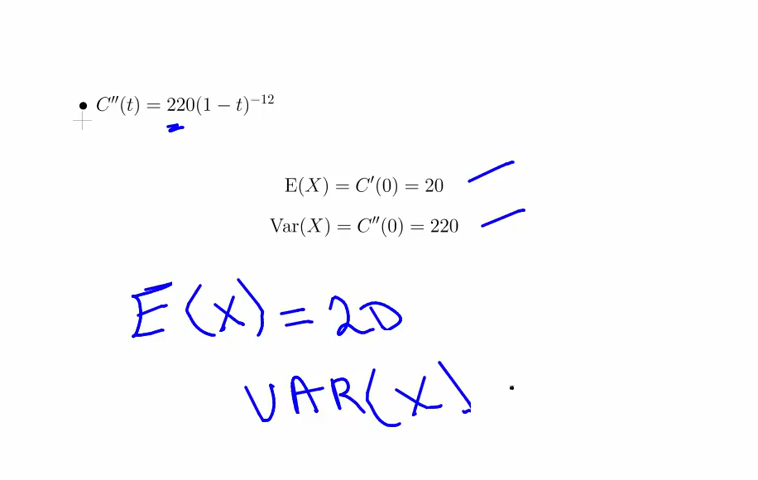 • C″(t) = 220(1 − t)⁻¹²
E(X) = C′(0) = 20
Var(X) = C″(0) = 220
E(X) = 20
VAR(X)